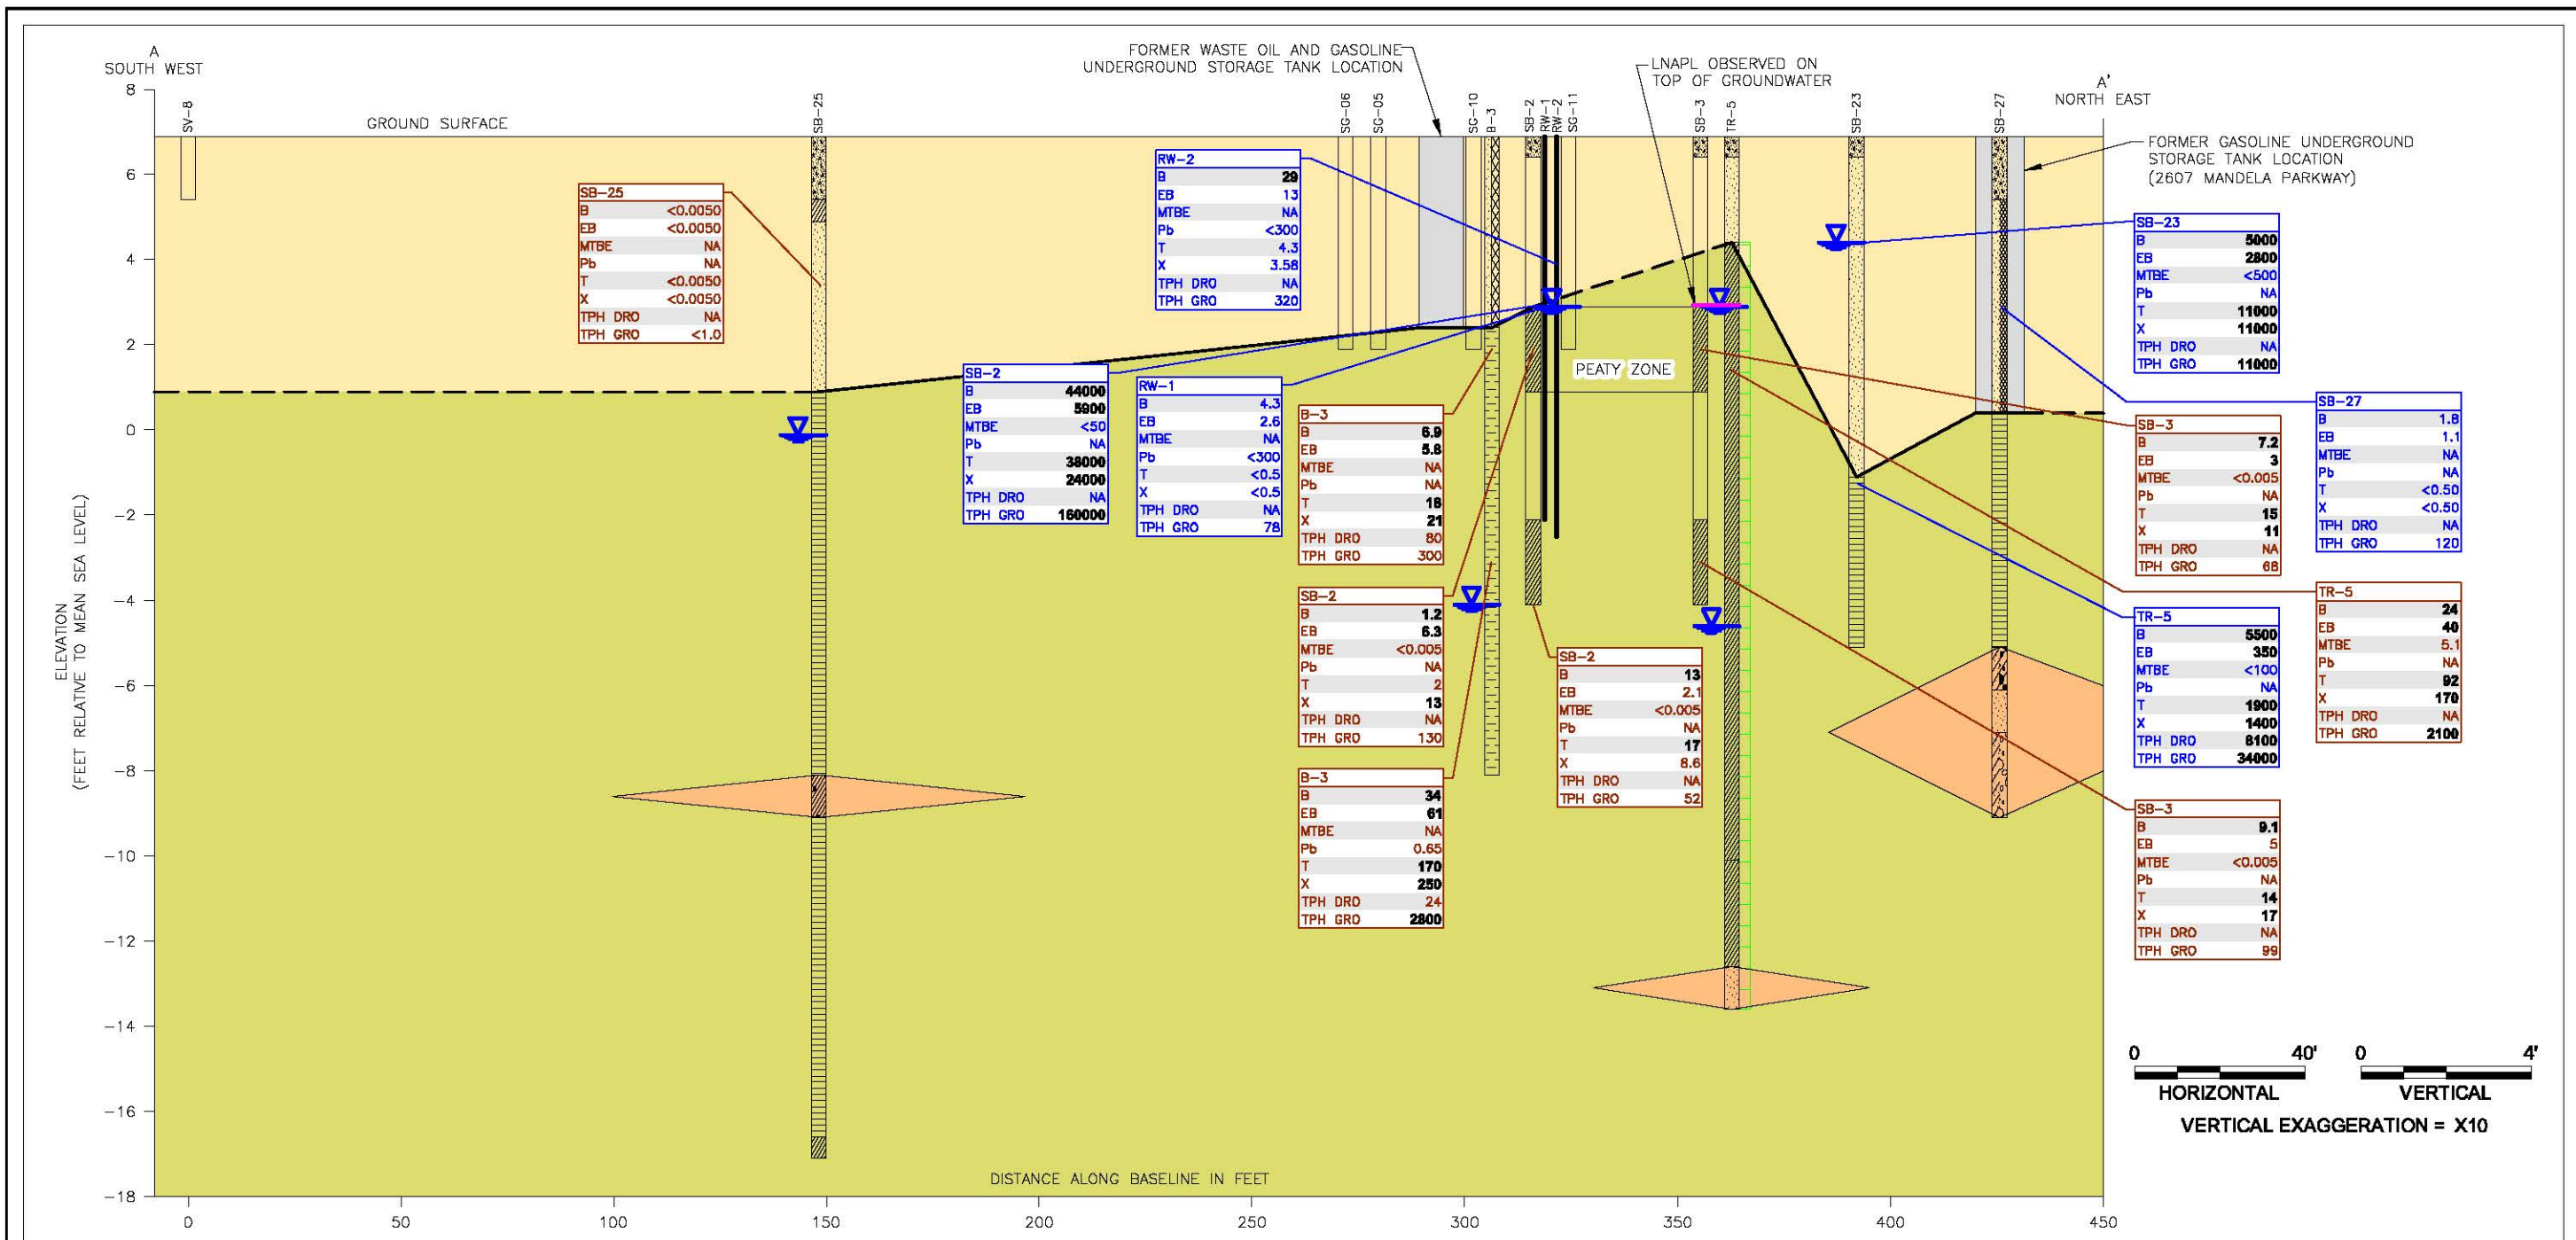 A
SOUTH WEST
FORMER WASTE OIL AND GASOLINE
UNDERGROUND STORAGE TANK LOCATION
LNAPL OBSERVED ON
TOP OF GROUNDWATER
A'
NORTH EAST
GROUND SURFACE
SV-8
SB-25
SG-06
SG-05
SG-10
B-3
SB-2
RW-1
RW-2
SG-11
SB-3
TR-5
SB-23
SB-27
FORMER GASOLINE UNDERGROUND
STORAGE TANK LOCATION
(2607 MANDELA PARKWAY)
8
6
4
2
0
-2
-4
-6
-8
-10
-12
-14
-16
-18
ELEVATION
(FEET RELATIVE TO MEAN SEA LEVEL)
SB-25
B <0.0050
EB <0.0050
MTBE NA
Pb NA
T <0.0050
X <0.0050
TPH DRO NA
TPH GRO <1.0
RW-2
B 29
EB 13
MTBE NA
Pb <300
T 4.3
X 3.58
TPH DRO NA
TPH GRO 320
SB-2
B 44000
EB 5900
MTBE <50
Pb NA
T 38000
X 24000
TPH DRO NA
TPH GRO 160000
RW-1
B 4.3
EB 2.6
MTBE NA
Pb <300
T <0.5
X <0.5
TPH DRO NA
TPH GRO 78
B-3
B 6.9
EB 5.8
MTBE NA
Pb NA
T 18
X 21
TPH DRO 80
TPH GRO 300
SB-2
B 1.2
EB 6.3
MTBE <0.005
Pb NA
T 2
X 13
TPH DRO NA
TPH GRO 130
B-3
B 34
EB 61
MTBE NA
Pb 0.65
T 170
X 250
TPH DRO 24
TPH GRO 2800
SB-2
B 13
EB 2.1
MTBE <0.005
Pb NA
T 17
X 8.6
TPH DRO NA
TPH GRO 52
PEATY ZONE
SB-23
B 5000
EB 2800
MTBE <500
Pb NA
T 11000
X 11000
TPH DRO NA
TPH GRO 11000
SB-27
B 1.8
EB 1.1
MTBE NA
Pb NA
T <0.50
X <0.50
TPH DRO NA
TPH GRO 120
SB-3
B 7.2
EB 3
MTBE <0.005
Pb NA
T 15
X 11
TPH DRO NA
TPH GRO 68
TR-5
B 24
EB 40
MTBE 5.1
Pb NA
T 92
X 170
TPH DRO NA
TPH GRO 2100
TR-5
B 5500
EB 350
MTBE <100
Pb NA
T 1900
X 1400
TPH DRO 8100
TPH GRO 34000
SB-3
B 9.1
EB 5
MTBE <0.005
Pb NA
T 14
X 17
TPH DRO NA
TPH GRO 99
0 40'
HORIZONTAL
0 4'
VERTICAL
VERTICAL EXAGGERATION = X10
DISTANCE ALONG BASELINE IN FEET
0 50 100 150 200 250 300 350 400 450